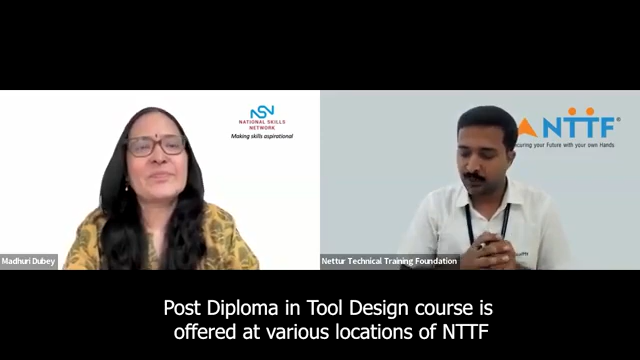 NSN
NATIONAL SKILLS
NETWORK
Making skills aspirational
NTTF®
curing your Future with your own Hands
Madhuri Dubey
Nettur Technical Training Foundation
Post Diploma in Tool Design course is
offered at various locations of NTTF